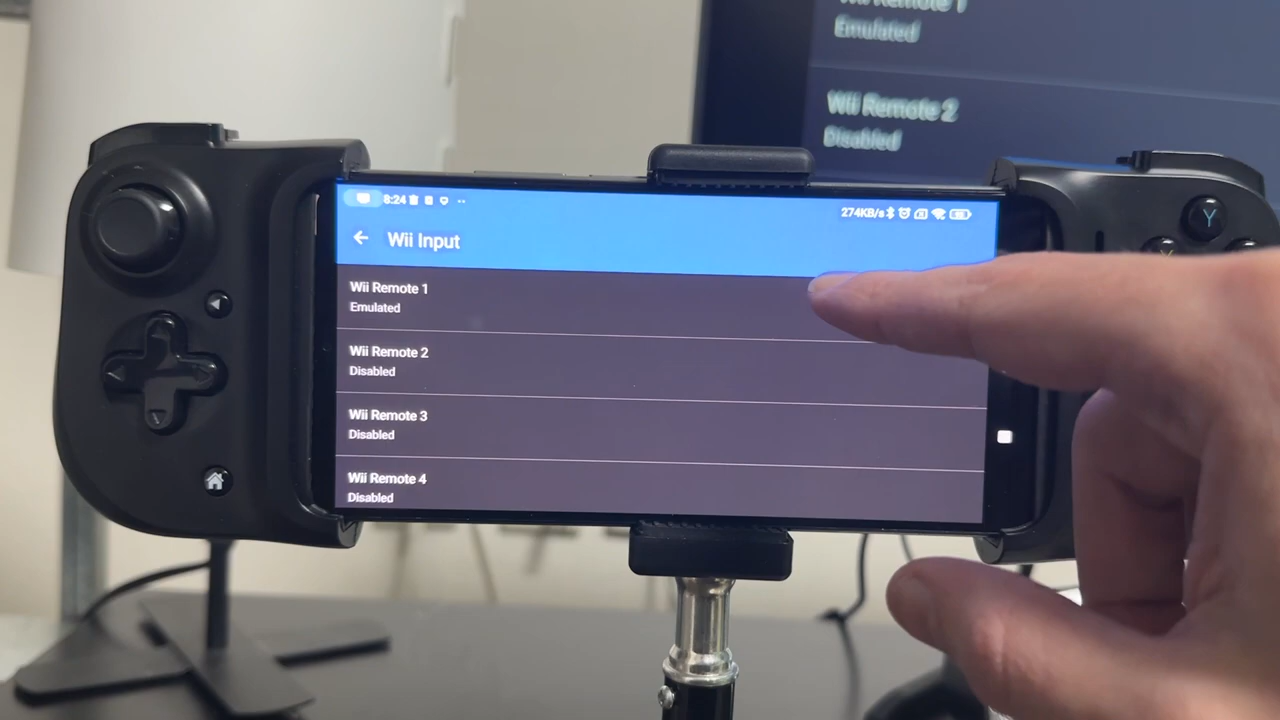 Wii Remote 1
Emulated
Wii Remote 2
Disabled
8:24
274KB/s
Wii Input
Wii Remote 1
Emulated
Wii Remote 2
Disabled
Wii Remote 3
Disabled
Wii Remote 4
Disabled
Y